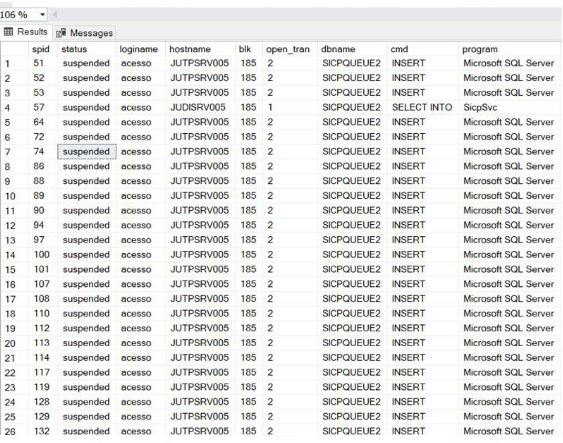 106 %
Results Messages
spid status loginame hostname blk open_tran dbname cmd program
1 51 suspended acesso JUTPSRV005 185 2 SICPQUEUE2 INSERT Microsoft SQL Server
2 52 suspended acesso JUTPSRV005 185 2 SICPQUEUE2 INSERT Microsoft SQL Server
3 53 suspended acesso JUTPSRV005 185 2 SICPQUEUE2 INSERT Microsoft SQL Server
4 57 suspended acesso JUDISRV005 185 1 SICPQUEUE2 SELECT INTO SicpSvc
5 64 suspended acesso JUTPSRV005 185 2 SICPQUEUE2 INSERT Microsoft SQL Server
6 72 suspended acesso JUTPSRV005 185 2 SICPQUEUE2 INSERT Microsoft SQL Server
7 74 suspended acesso JUTPSRV005 185 2 SICPQUEUE2 INSERT Microsoft SQL Server
8 86 suspended acesso JUTPSRV005 185 2 SICPQUEUE2 INSERT Microsoft SQL Server
9 88 suspended acesso JUTPSRV005 185 2 SICPQUEUE2 INSERT Microsoft SQL Server
10 89 suspended acesso JUTPSRV005 185 2 SICPQUEUE2 INSERT Microsoft SQL Server
11 90 suspended acesso JUTPSRV005 185 2 SICPQUEUE2 INSERT Microsoft SQL Server
12 94 suspended acesso JUTPSRV005 185 2 SICPQUEUE2 INSERT Microsoft SQL Server
13 97 suspended acesso JUTPSRV005 185 2 SICPQUEUE2 INSERT Microsoft SQL Server
14 100 suspended acesso JUTPSRV005 185 2 SICPQUEUE2 INSERT Microsoft SQL Server
15 101 suspended acesso JUTPSRV005 185 2 SICPQUEUE2 INSERT Microsoft SQL Server
16 107 suspended acesso JUTPSRV005 185 2 SICPQUEUE2 INSERT Microsoft SQL Server
17 108 suspended acesso JUTPSRV005 185 2 SICPQUEUE2 INSERT Microsoft SQL Server
18 110 suspended acesso JUTPSRV005 185 2 SICPQUEUE2 INSERT Microsoft SQL Server
19 112 suspended acesso JUTPSRV005 185 2 SICPQUEUE2 INSERT Microsoft SQL Server
20 113 suspended acesso JUTPSRV005 185 2 SICPQUEUE2 INSERT Microsoft SQL Server
21 114 suspended acesso JUTPSRV005 185 2 SICPQUEUE2 INSERT Microsoft SQL Server
22 117 suspended acesso JUTPSRV005 185 2 SICPQUEUE2 INSERT Microsoft SQL Server
23 119 suspended acesso JUTPSRV005 185 2 SICPQUEUE2 INSERT Microsoft SQL Server
24 128 suspended acesso JUTPSRV005 185 2 SICPQUEUE2 INSERT Microsoft SQL Server
25 129 suspended acesso JUTPSRV005 185 2 SICPQUEUE2 INSERT Microsoft SQL Server
26 132 suspended acesso JUTPSRV005 185 2 SICPQUEUE2 INSERT Microsoft SQL Server